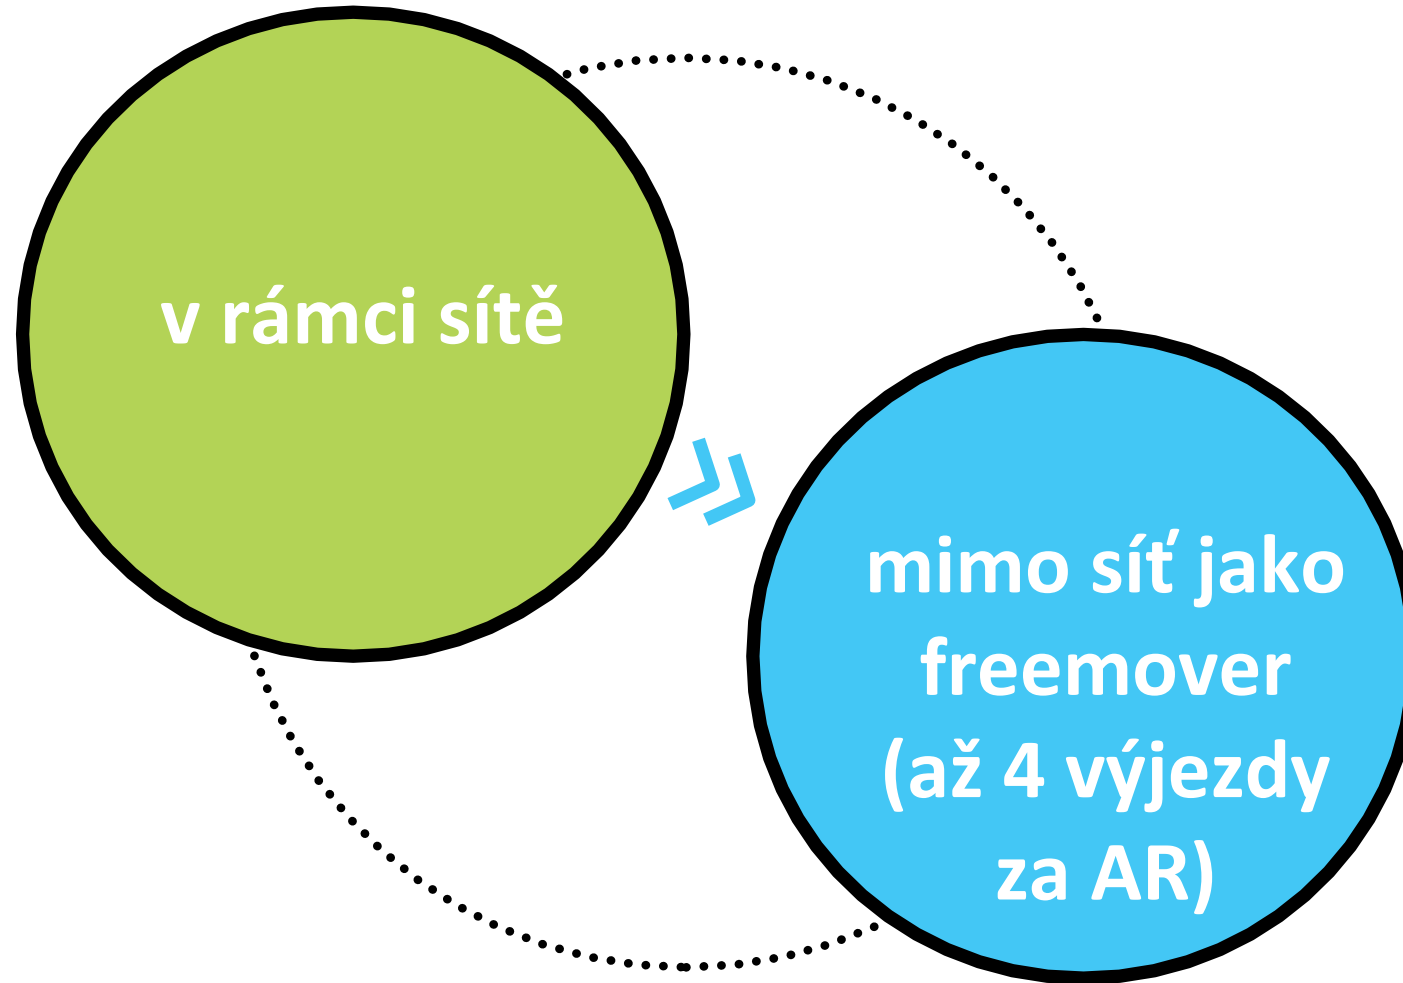 v rámci sítě
mimo síť jako
freemover
(až 4 výjezdy
za AR)